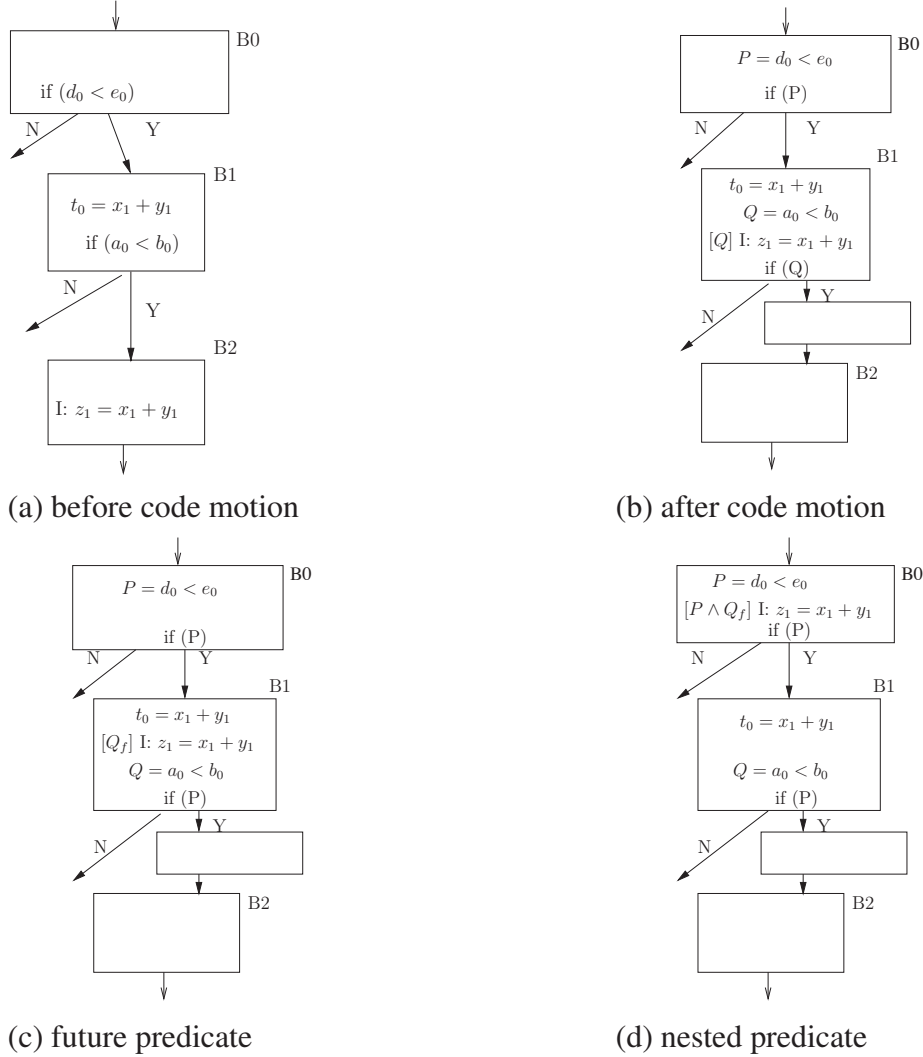 B0
if (d₀ < e₀)
N
Y
B1
t₀ = x₁ + y₁
if (a₀ < b₀)
N
Y
B2
I: z₁ = x₁ + y₁
(a) before code motion
B0
P = d₀ < e₀
if (P)
N
Y
B1
t₀ = x₁ + y₁
Q = a₀ < b₀
[Q] I: z₁ = x₁ + y₁
if (Q)
Y
N
B2
(b) after code motion
B0
P = d₀ < e₀
if (P)
N
Y
B1
t₀ = x₁ + y₁
[Q_f] I: z₁ = x₁ + y₁
Q = a₀ < b₀
if (P)
Y
N
B2
(c) future predicate
B0
P = d₀ < e₀
[P ∧ Q_f] I: z₁ = x₁ + y₁
if (P)
N
Y
B1
t₀ = x₁ + y₁
Q = a₀ < b₀
if (P)
Y
N
B2
(d) nested predicate